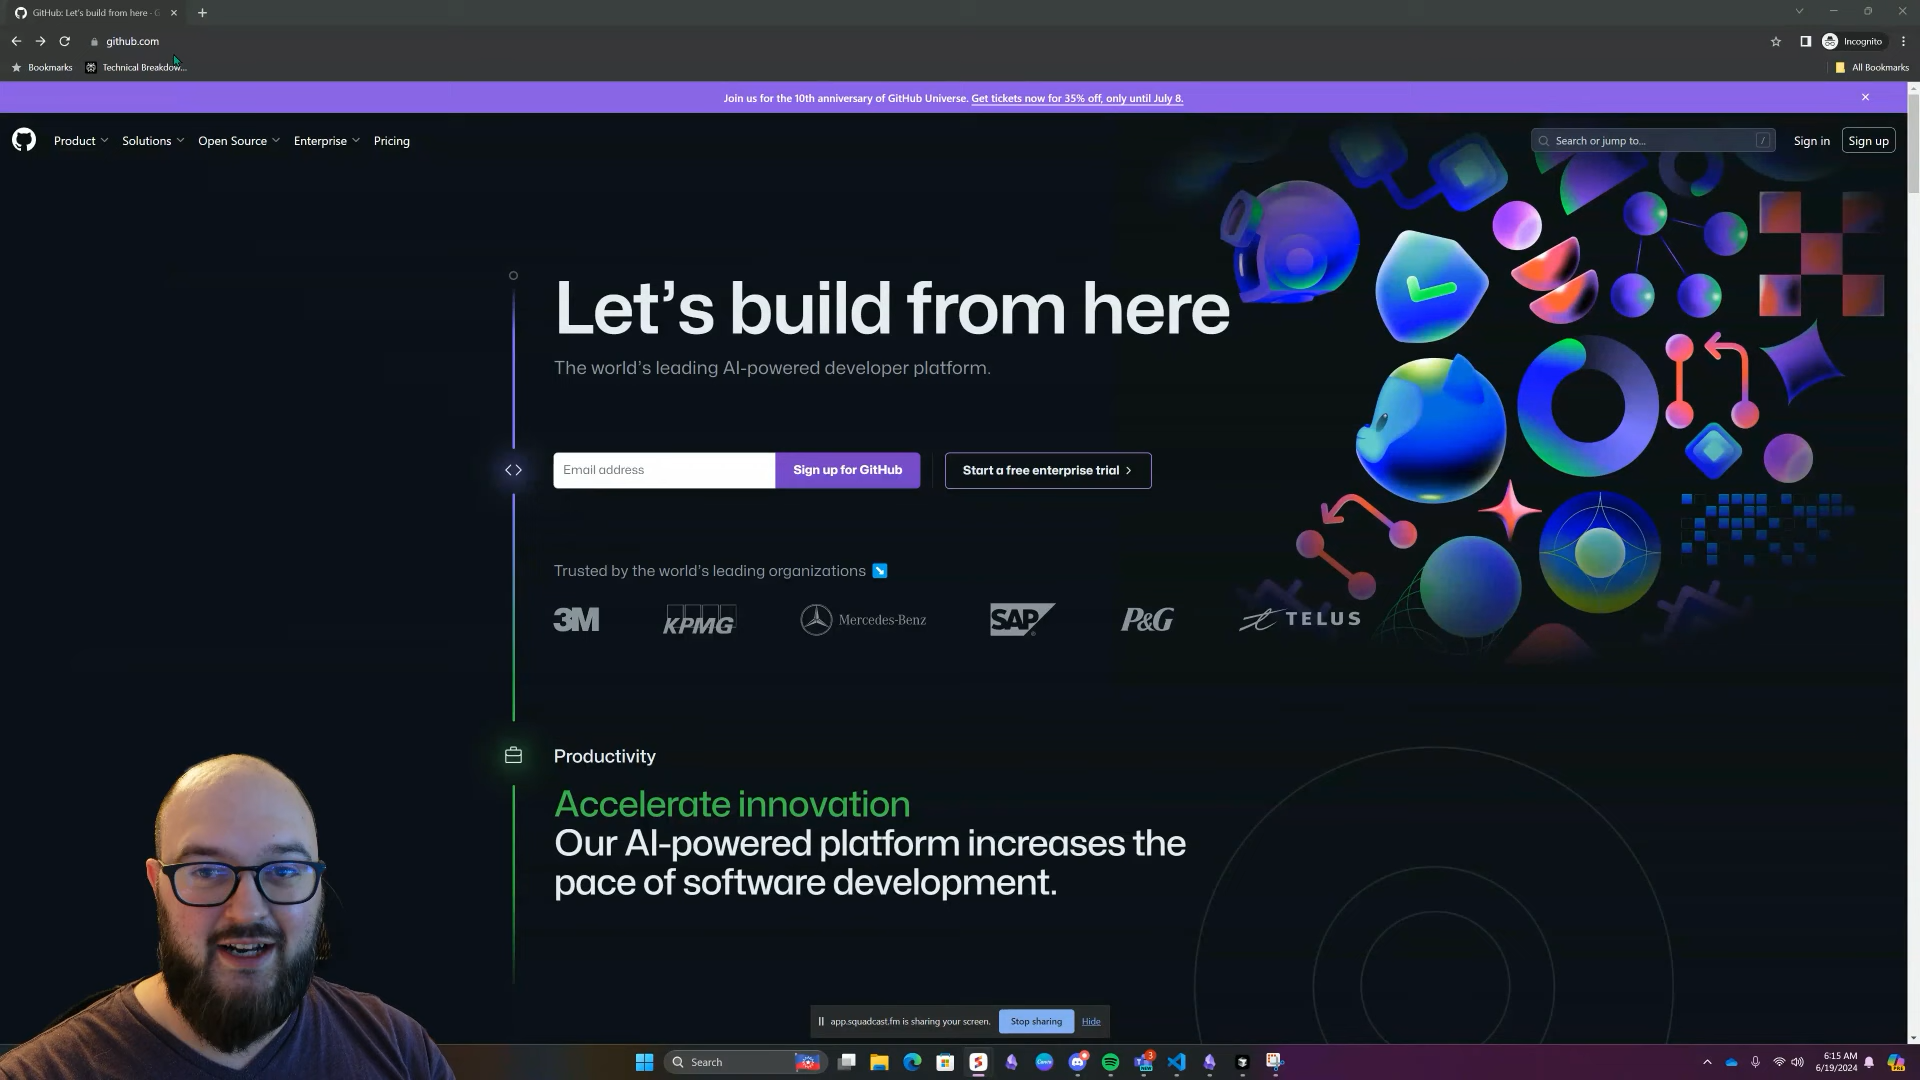 GitHub: Let's build from here · G
github.com
Incognito
Bookmarks
Technical Breakdow...
All Bookmarks
Join us for the 10th anniversary of GitHub Universe. Get tickets now for 35% off, only until July 8.
Product
Solutions
Open Source
Enterprise
Pricing
Search or jump to...
/
Sign in
Sign up
Let's build from here
The world's leading AI-powered developer platform.
Email address
Sign up for GitHub
Start a free enterprise trial
Trusted by the world's leading organizations
3M
KPMG
Mercedes-Benz
SAP
P&G
TELUS
Productivity
Accelerate innovation
Our AI-powered platform increases the
pace of software development.
app.squadcast.fm is sharing your screen.
Stop sharing
Hide
Search
3
6:15 AM
6/19/2024